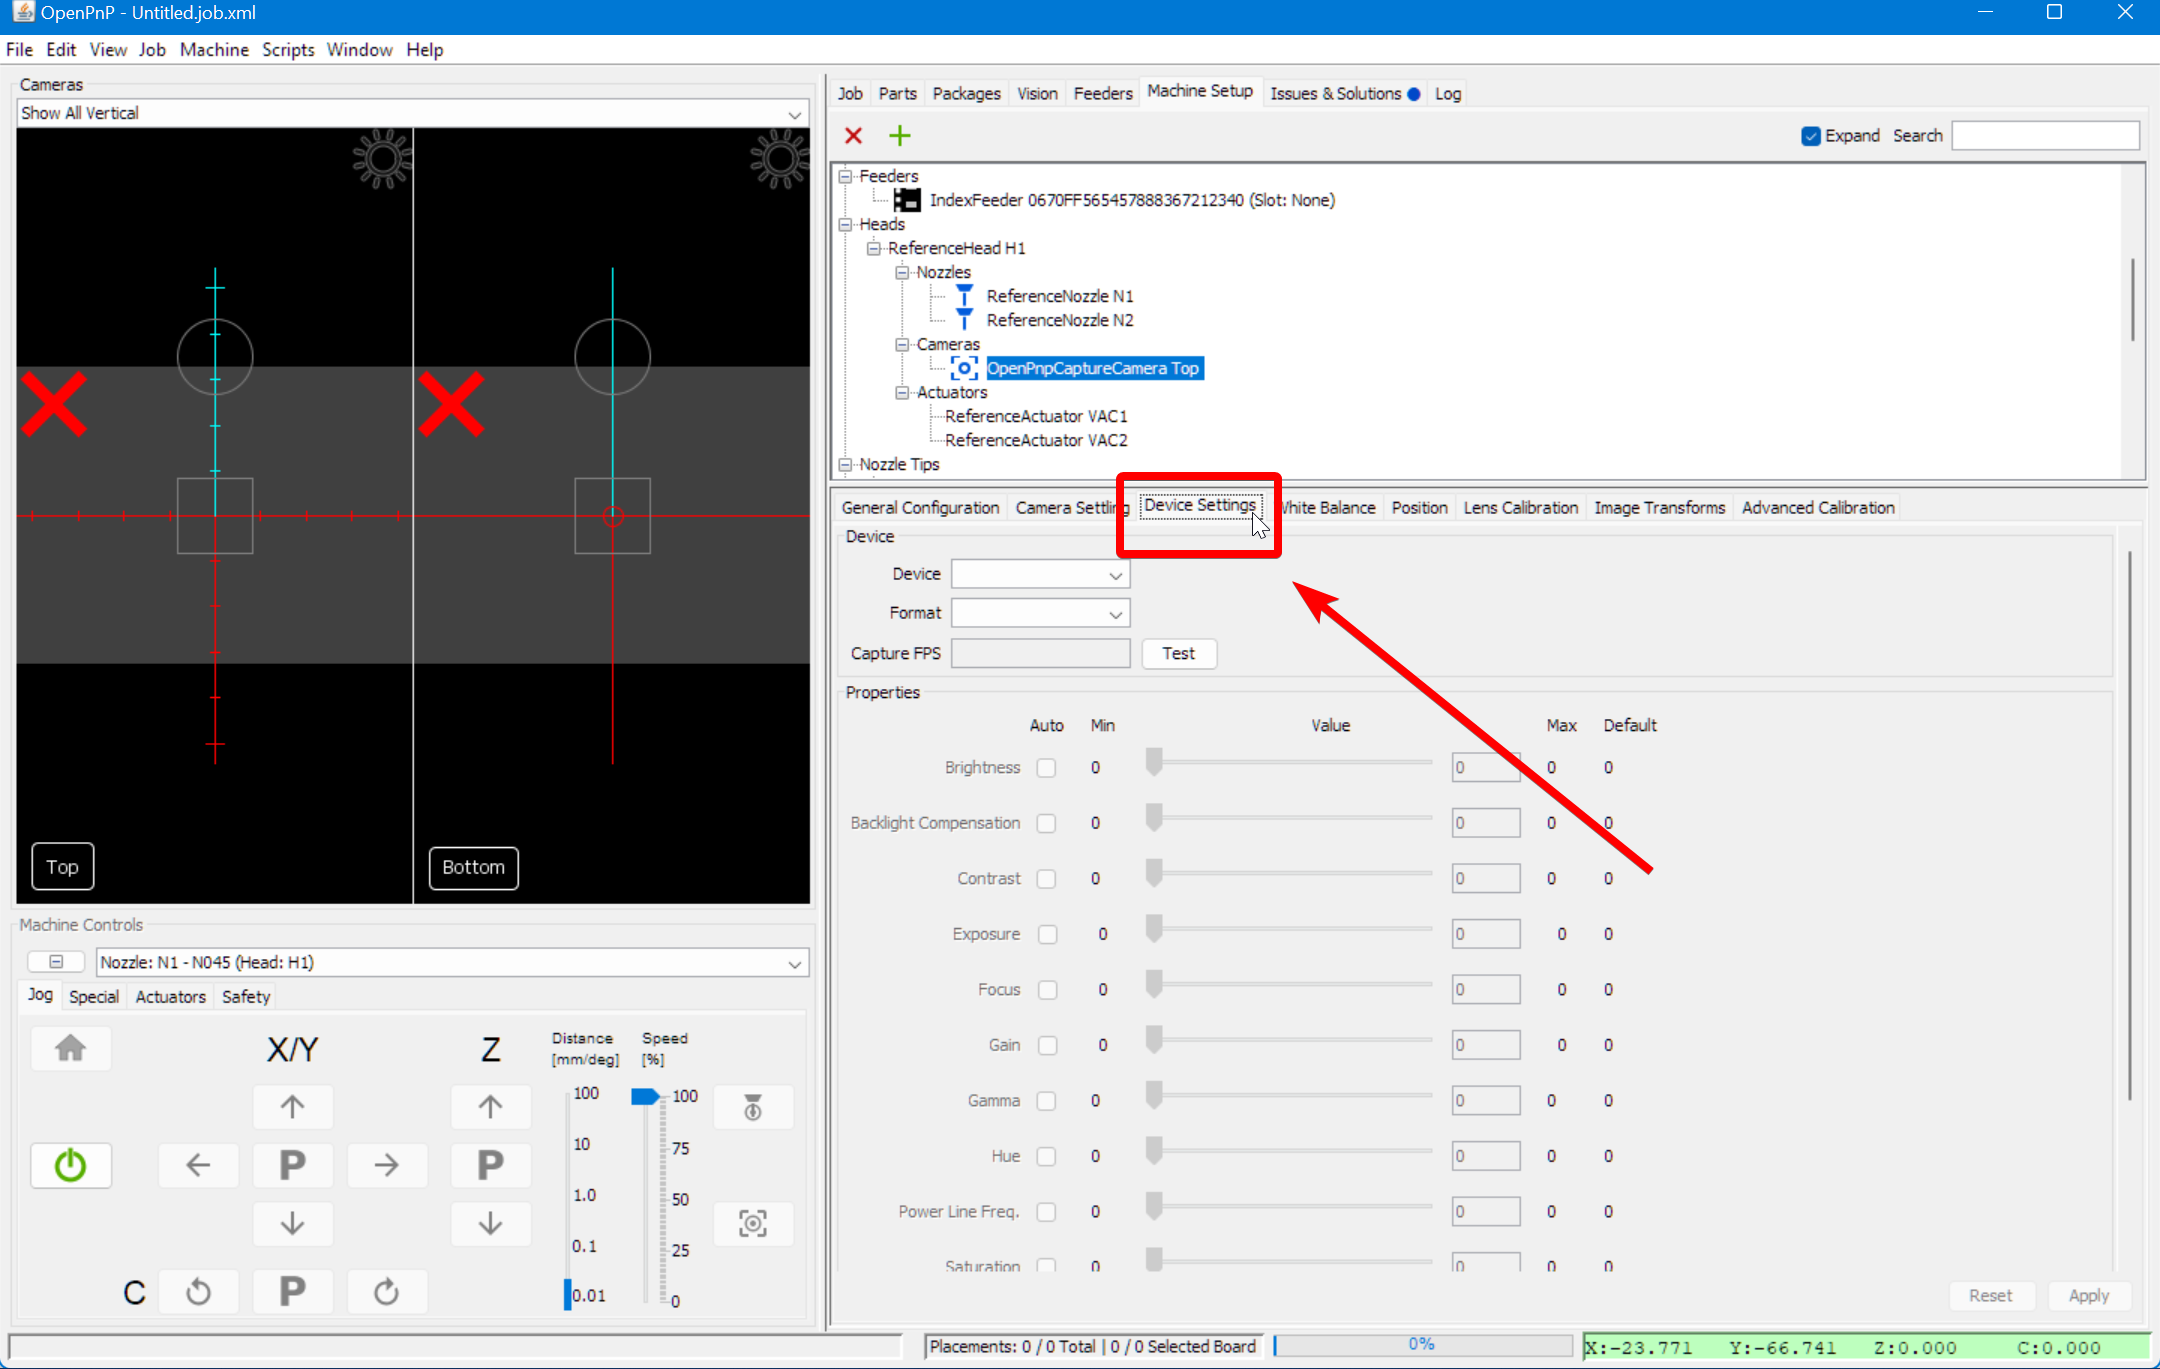 OpenPnP - Untitled.job.xml
File Edit View Job Machine Scripts Window Help
Cameras
Show All Vertical
Top
Bottom
Machine Controls
Nozzle: N1 - N045 (Head: H1)
Jog Special Actuators Safety
X/Y
Z
Distance
[mm/deg]
Speed
[%]
100
10
1.0
0.1
0.01
100
75
50
25
0
P
P
C
P
Job Parts Packages Vision Feeders Machine Setup Issues & Solutions Log
Expand Search
Feeders
IndexFeeder 0670FF565457888367212340 (Slot: None)
Heads
ReferenceHead H1
Nozzles
ReferenceNozzle N1
ReferenceNozzle N2
Cameras
OpenPnpCaptureCamera Top
Actuators
ReferenceActuator VAC1
ReferenceActuator VAC2
Nozzle Tips
General Configuration Camera Settling Device Settings White Balance Position Lens Calibration Image Transforms Advanced Calibration
Device
Device
Format
Capture FPS Test
Properties
Auto Min Value Max Default
Brightness 0 0 0 0
Backlight Compensation 0 0 0 0
Contrast 0 0 0 0
Exposure 0 0 0 0
Focus 0 0 0 0
Gain 0 0 0 0
Gamma 0 0 0 0
Hue 0 0 0 0
Power Line Freq. 0 0 0 0
Saturation 0 0 0 0
Reset Apply
Placements: 0 / 0 Total | 0 / 0 Selected Board
0%
X:-23.771 Y:-66.741 Z:0.000 C:0.000